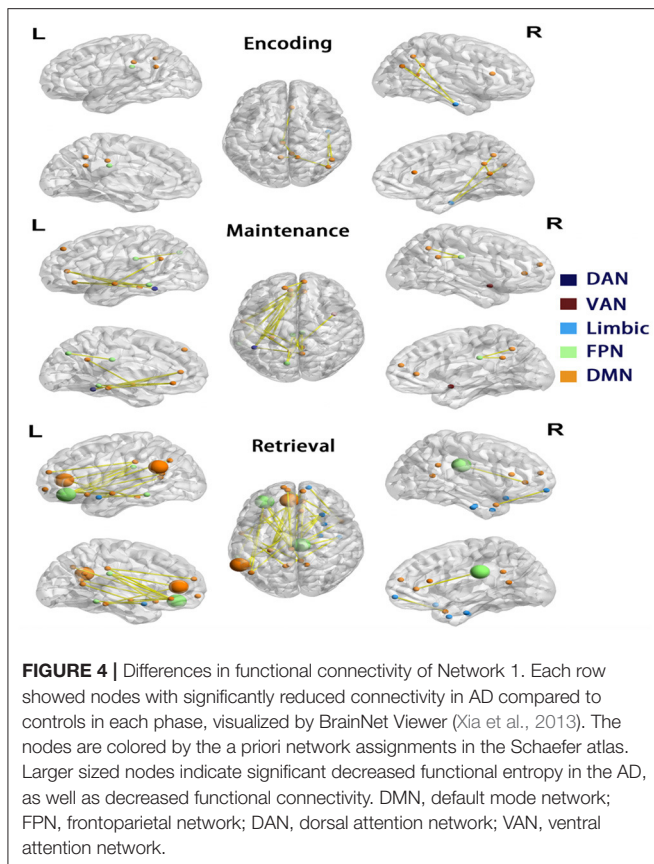 L
Encoding
R
L
Maintenance
R
DAN
VAN
Limbic
FPN
DMN
L
Retrieval
R
FIGURE 4 | Differences in functional connectivity of Network 1. Each row
showed nodes with significantly reduced connectivity in AD compared to
controls in each phase, visualized by BrainNet Viewer (Xia et al., 2013). The
nodes are colored by the a priori network assignments in the Schaefer atlas.
Larger sized nodes indicate significant decreased functional entropy in the AD,
as well as decreased functional connectivity. DMN, default mode network;
FPN, frontoparietal network; DAN, dorsal attention network; VAN, ventral
attention network.